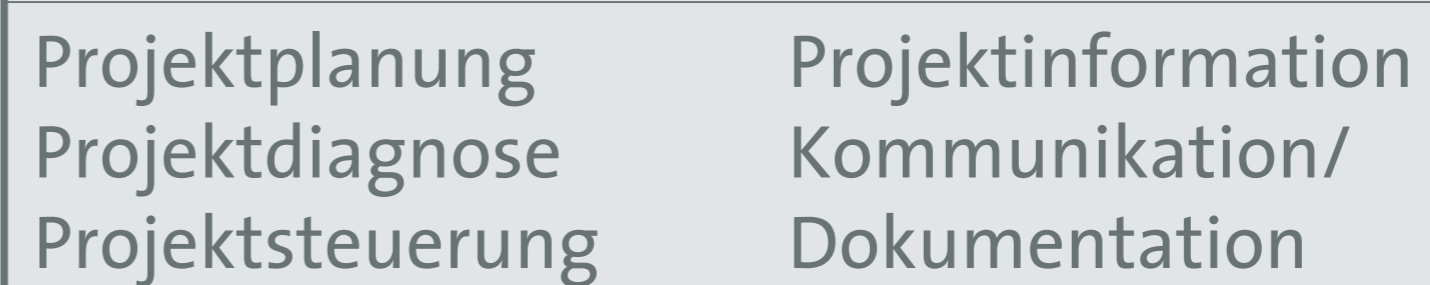 Projektplanung
Projektdiagnose
Projektsteuerung
Projektinformation
Kommunikation/
Dokumentation